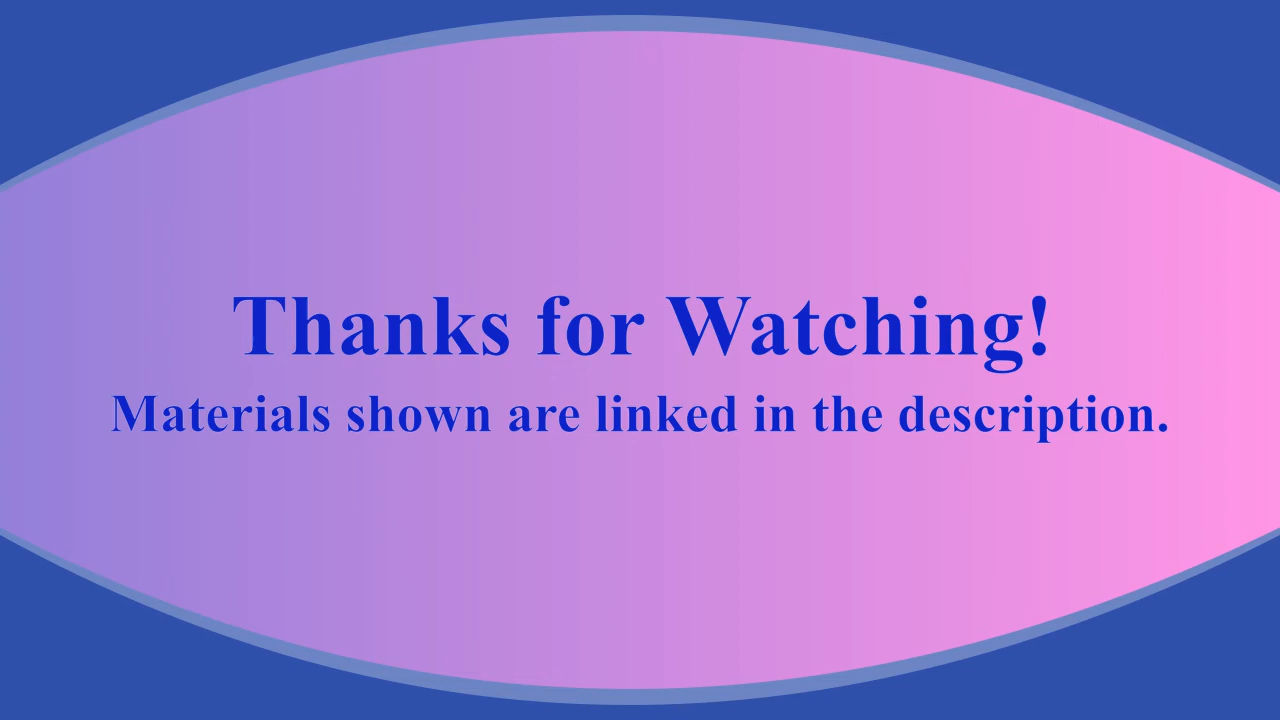 Thanks for Watching!
Materials shown are linked in the description.